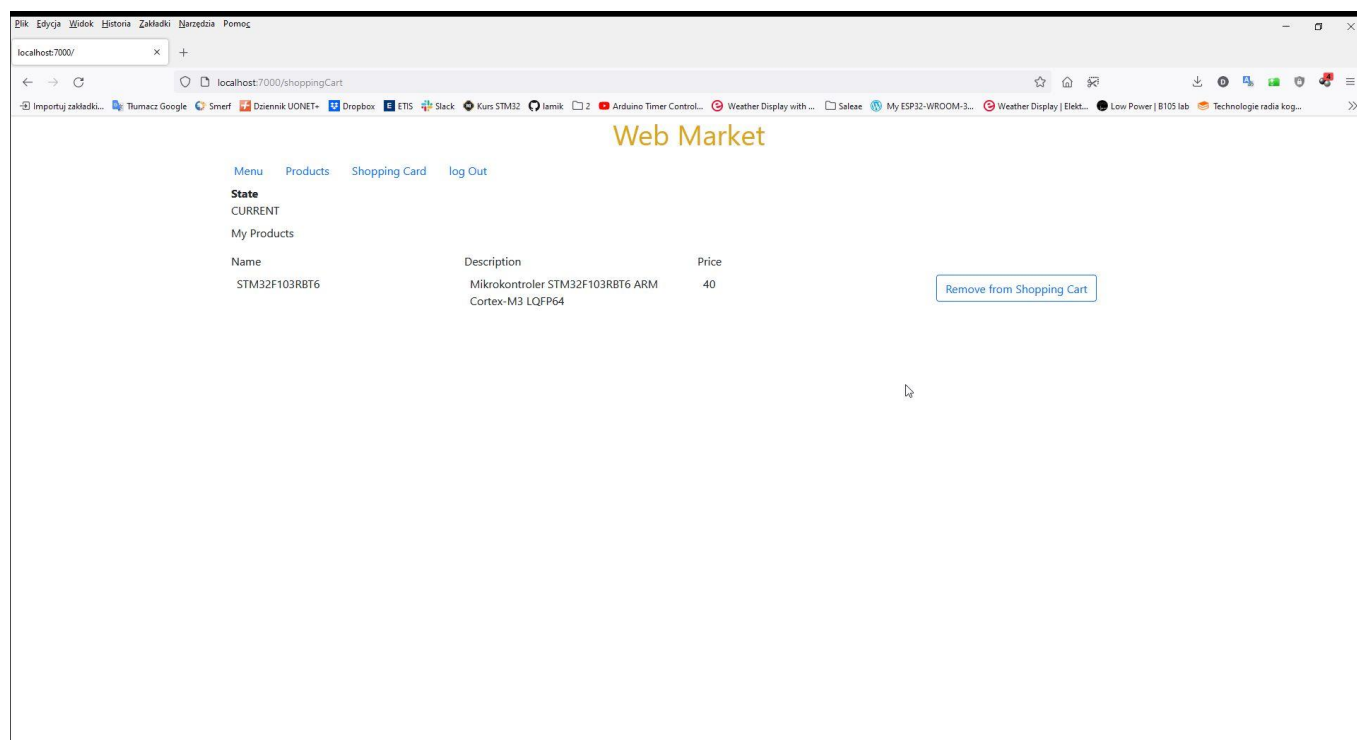 Plik Edycja Widok Historia Zakładki Narzędzia Pomoc
localhost:7000/
localhost:7000/shoppingCart
Importuj zakładki... Tłumacz Google Smerf Dziennik UONET+ Dropbox ETIS Slack Kurs STM32 lamik 2 Arduino Timer Control... Weather Display with ... Saleae My ESP32-WROOM-3... Weather Display | Elekt... Low Power | B105 lab Technologie radia kog...
Web Market
Menu Products Shopping Card log Out
State
CURRENT
My Products
Name Description Price
STM32F103RBT6 Mikrokontroler STM32F103RBT6 ARM 40 Remove from Shopping Cart
Cortex-M3 LQFP64